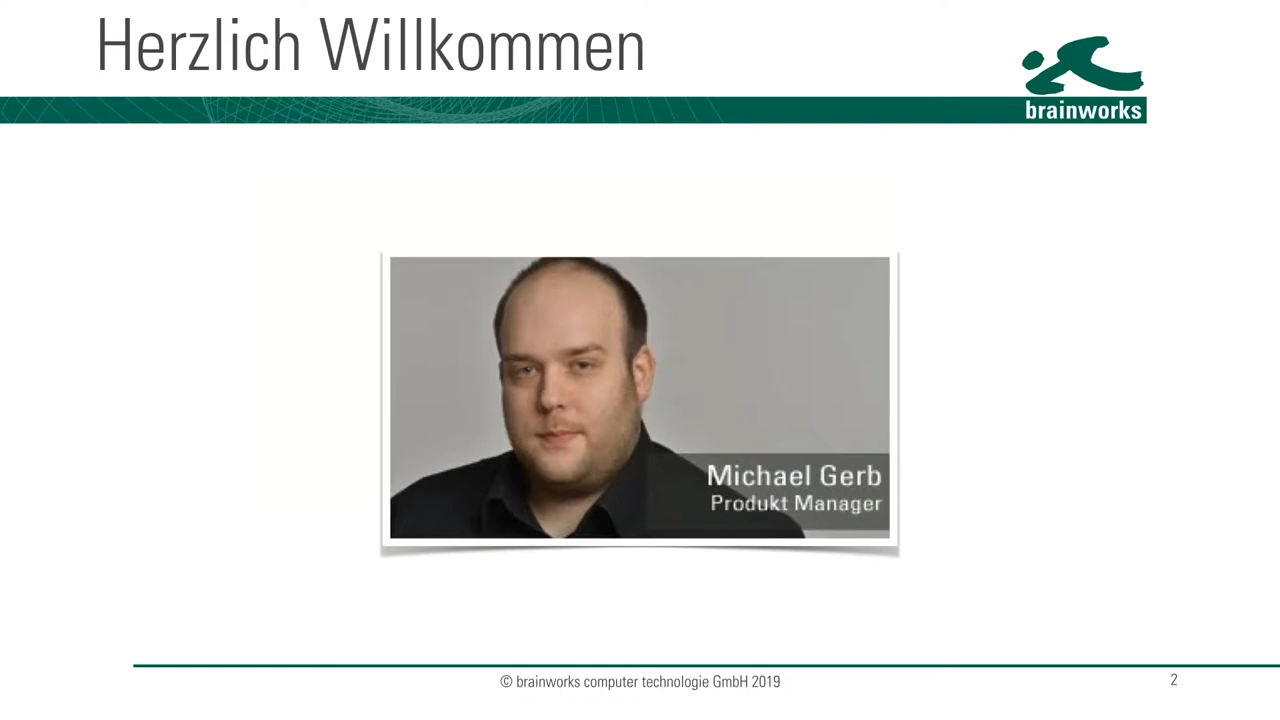 Herzlich Willkommen
brainworks
Michael Gerb
Produkt Manager
© brainworks computer technologie GmbH 2019
2